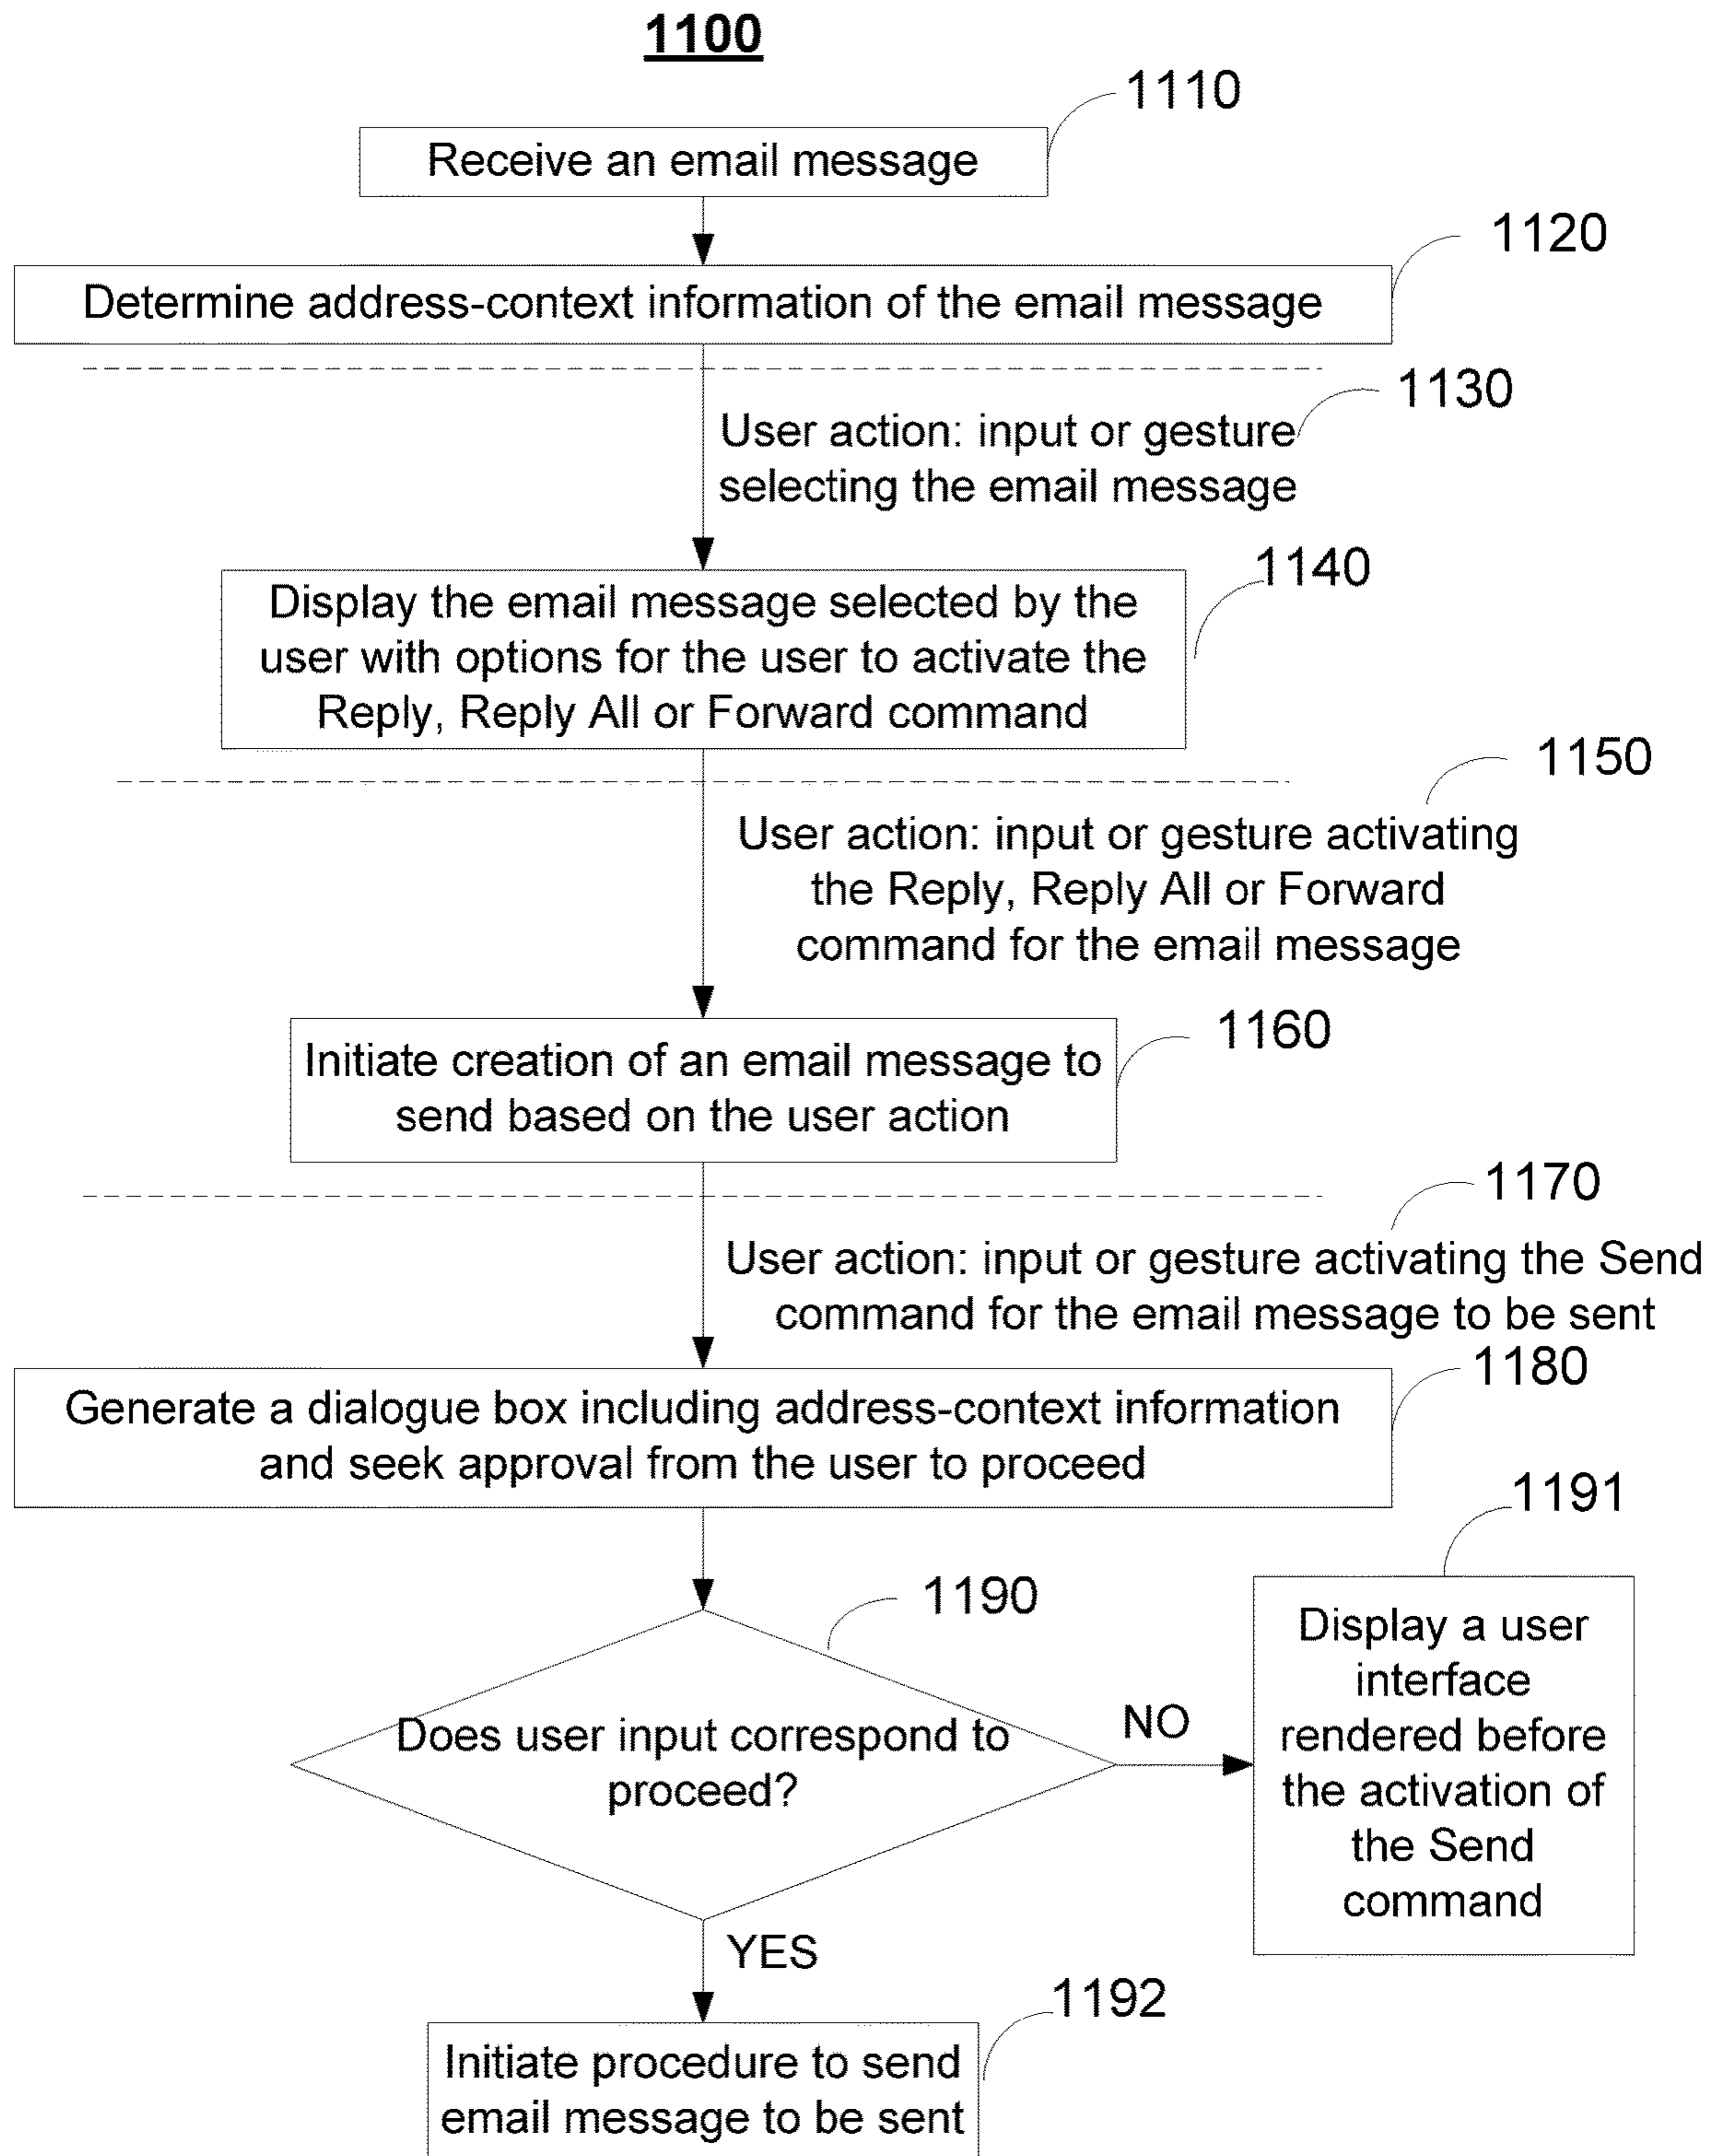 1100
1110
Receive an email message
1120
Determine address-context information of the email message
1130
User action: input or gesture
selecting the email message
1140
Display the email message selected by the
user with options for the user to activate the
Reply, Reply All or Forward command
1150
User action: input or gesture activating
the Reply, Reply All or Forward
command for the email message
1160
Initiate creation of an email message to
send based on the user action
1170
User action: input or gesture activating the Send
command for the email message to be sent
1180
Generate a dialogue box including address-context information
and seek approval from the user to proceed
1190
Does user input correspond to
proceed?
NO
1191
Display a user
interface
rendered before
the activation of
the Send
command
YES
1192
Initiate procedure to send
email message to be sent